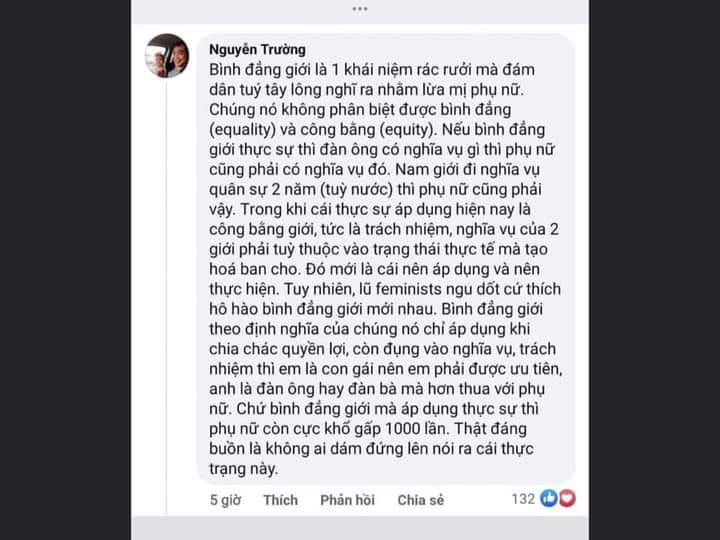 Nguyễn Trường
Bình đẳng giới là 1 khái niệm rác rưởi mà đám
dân tuý tây lông nghĩ ra nhằm lừa mị phụ nữ.
Chúng nó không phân biệt được bình đẳng
(equality) và công bằng (equity). Nếu bình đẳng
giới thực sự thì đàn ông có nghĩa vụ gì thì phụ nữ
cũng phải có nghĩa vụ đó. Nam giới đi nghĩa vụ
quân sự 2 năm (tuỳ nước) thì phụ nữ cũng phải
vậy. Trong khi cái thực sự áp dụng hiện nay là
công bằng giới, tức là trách nhiệm, nghĩa vụ của 2
giới phải tuỳ thuộc vào trạng thái thực tế mà tạo
hoá ban cho. Đó mới là cái nên áp dụng và nên
thực hiện. Tuy nhiên, lũ feminists ngu dốt cứ thích
hô hào bình đẳng giới mới nhau. Bình đẳng giới
theo định nghĩa của chúng nó chỉ áp dụng khi
chia chác quyền lợi, còn đụng vào nghĩa vụ, trách
nhiệm thì em là con gái nên em phải được ưu tiên,
anh là đàn ông hay đàn bà mà hơn thua với phụ
nữ. Chứ bình đẳng giới mà áp dụng thực sự thì
phụ nữ còn cực khổ gấp 1000 lần. Thật đáng
buồn là không ai dám đứng lên nói ra cái thực
trạng này.
5 giờ Thích Phản hồi Chia sẻ 132